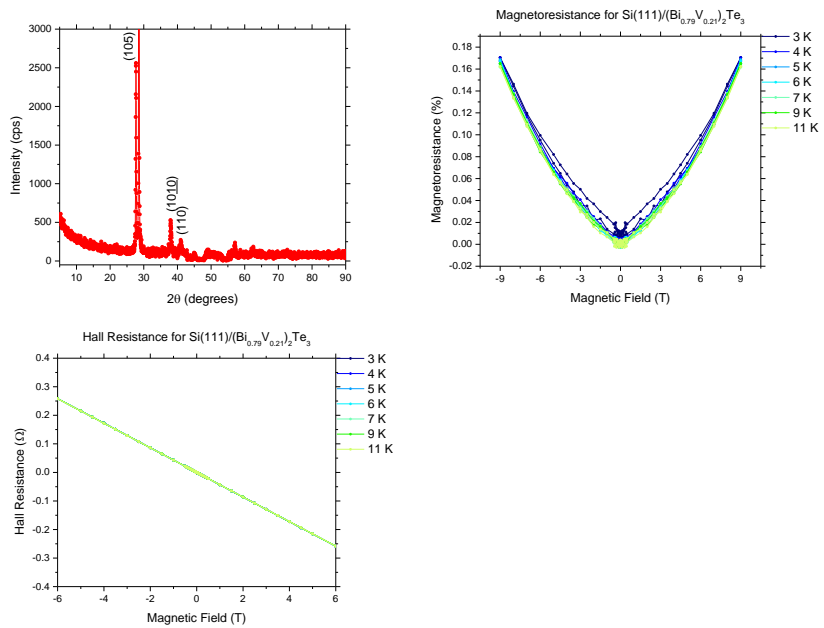 3000
2500
2000
1500
1000
500
0
Intensity (cps)
(105)
(1010)
(110)
10 20 30 40 50 60 70 80 90
2θ (degrees)
Magnetoresistance for Si(111)/(Bi0.79V0.21)2Te3
0.18
0.16
0.14
0.12
0.10
0.08
0.06
0.04
0.02
0.00
-0.02
Magnetoresistance (%)
-9 -6 -3 0 3 6 9
Magnetic Field (T)
3 K
4 K
5 K
6 K
7 K
9 K
11 K
Hall Resistance for Si(111)/(Bi0.79V0.21)2Te3
0.4
0.3
0.2
0.1
0.0
-0.1
-0.2
-0.3
-0.4
Hall Resistance (Ω)
-6 -4 -2 0 2 4 6
Magnetic Field (T)
3 K
4 K
5 K
6 K
7 K
9 K
11 K